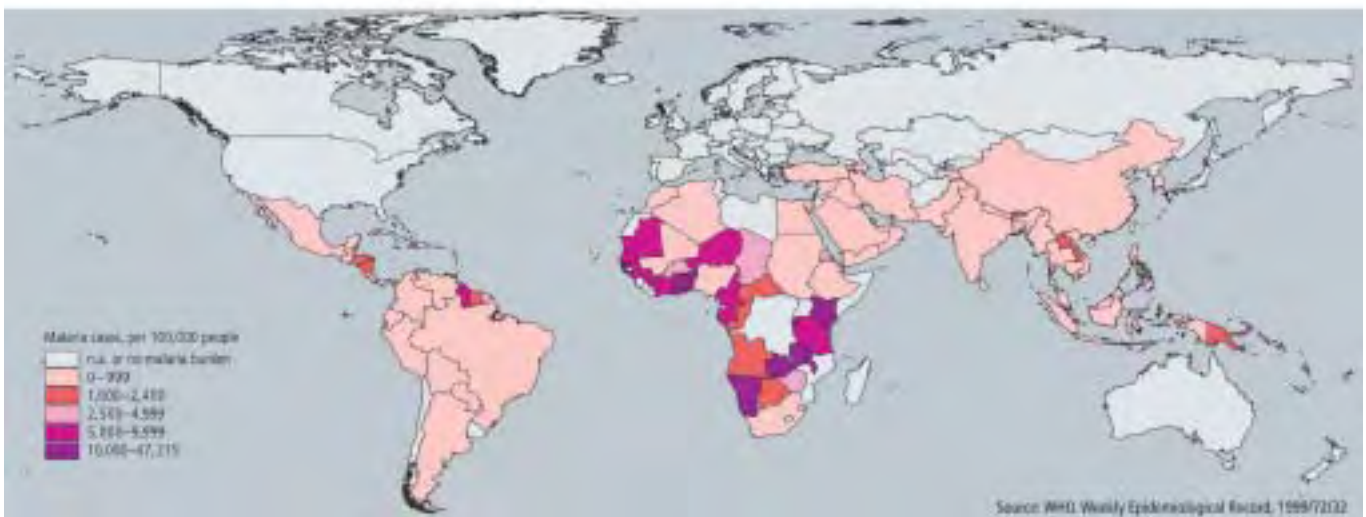 Malaria cases, per 100,000 people
n.a. or no malaria burden
0–999
1,000–2,499
2,500–4,999
5,000–9,999
10,000–47,215
Source: WHO, Weekly Epidemiological Record, 1999/72/32